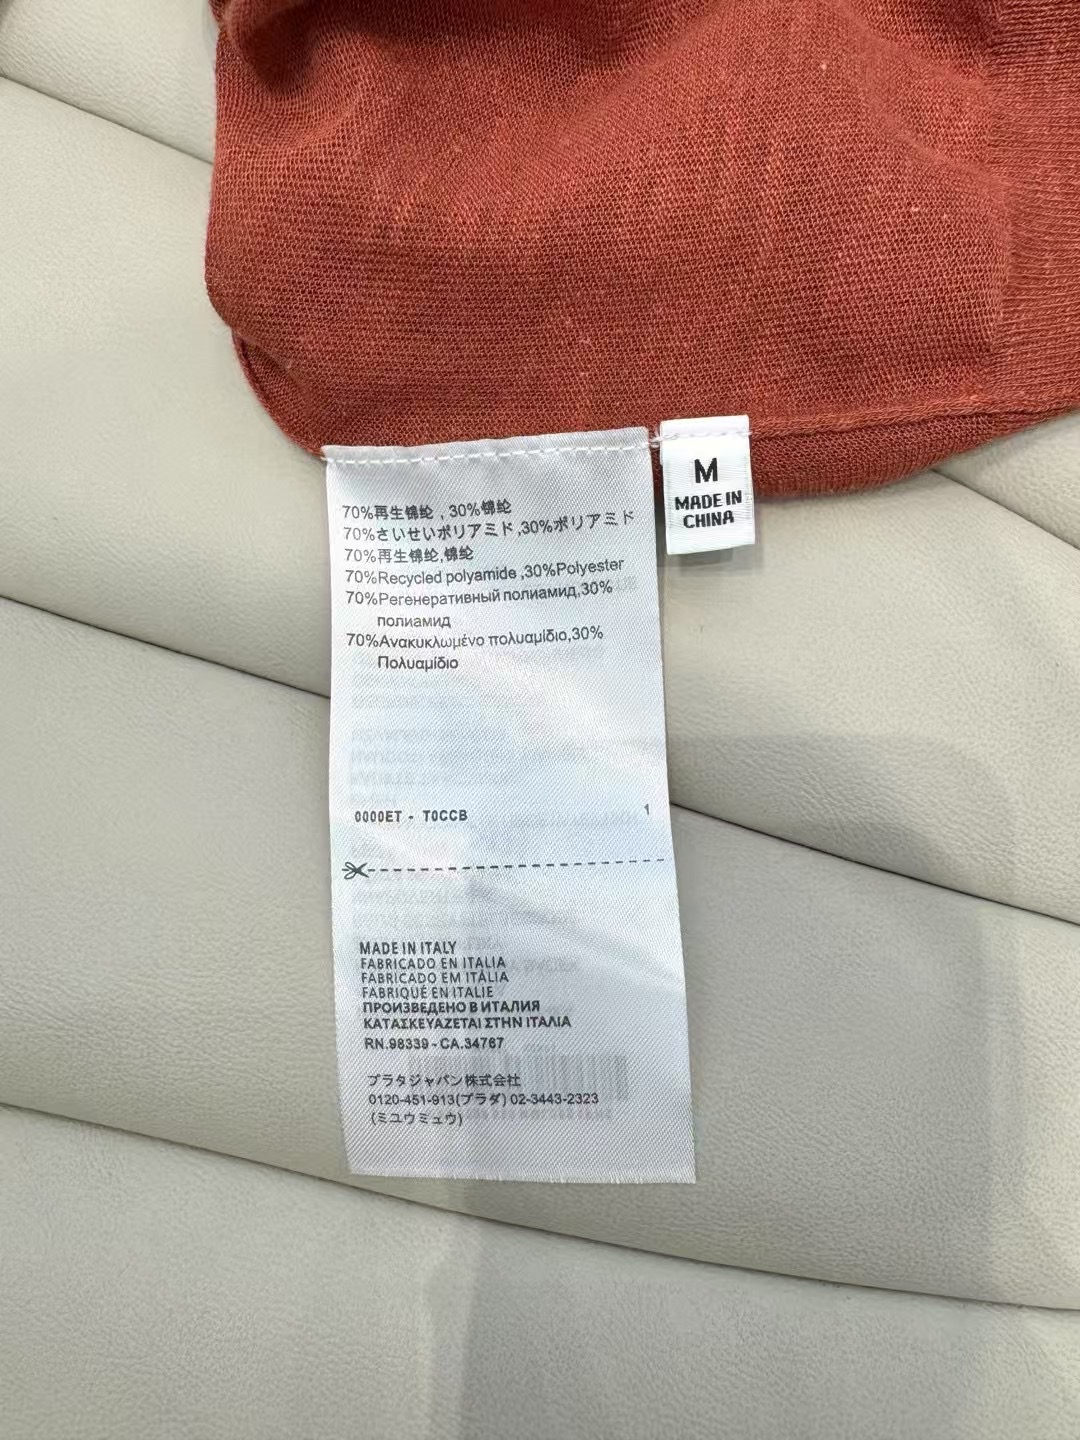 70%再生锦纶 , 30%锦纶
70%さいせいポリアミド,30%ポリアミド
70%再生锦纶,锦纶
70%Recycled polyamide ,30%Polyester
70%Регенеративный полиамид,30%
полиамид
70%Ανακυκλωμένο πολυαμίδιο,30%
Πολυαμίδιο
0000ET - T0CCB
1
MADE IN ITALY
FABRICADO EN ITALIA
FABRICADO EM ITÁLIA
FABRIQUÉ EN ITALIE
ПРОИЗВЕДЕНО В ИТАЛИЯ
ΚΑΤΑΣΚΕΥΑΖΕΤΑΙ ΣΤΗΝ ΙΤΑΛΙΑ
RN.98339 - CA.34767
プラタジャパン株式会社
0120-451-913(プラダ) 02-3443-2323
(ミユウミュウ)
M
MADE IN
CHINA